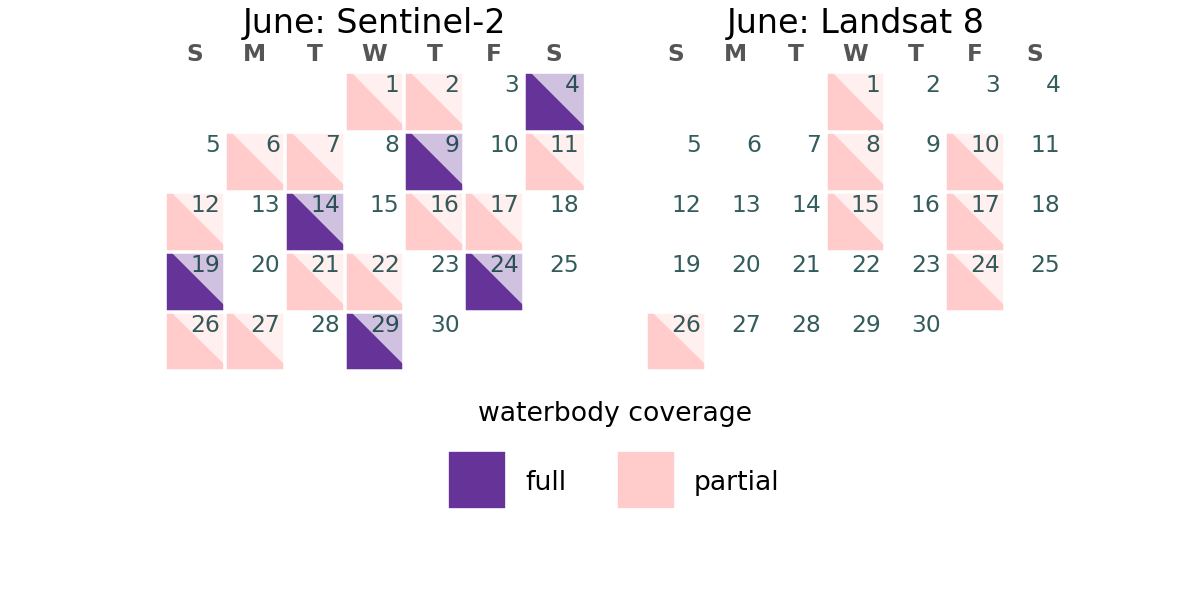 June: Sentinel-2
S M T W T F S
1 2 3 4
5 6 7 8 9 10 11
12 13 14 15 16 17 18
19 20 21 22 23 24 25
26 27 28 29 30
June: Landsat 8
S M T W T F S
1 2 3 4
5 6 7 8 9 10 11
12 13 14 15 16 17 18
19 20 21 22 23 24 25
26 27 28 29 30
waterbody coverage
full
partial